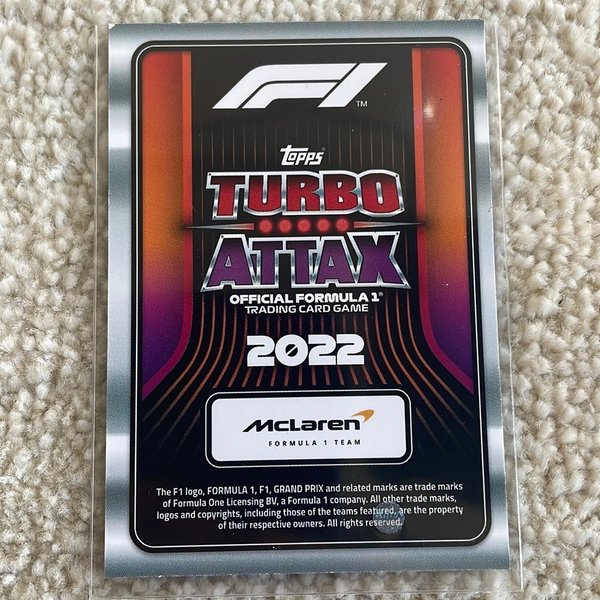 F1™
Topps
TURBO
ATTAX
OFFICIAL FORMULA 1®
TRADING CARD GAME
2022
McLaren
FORMULA 1 TEAM
The F1 logo, FORMULA 1, F1, GRAND PRIX and related marks are trade marks
of Formula One Licensing BV, a Formula 1 company. All other trade marks,
logos and copyrights, including those of the teams featured, are the property
of their respective owners. All rights reserved.